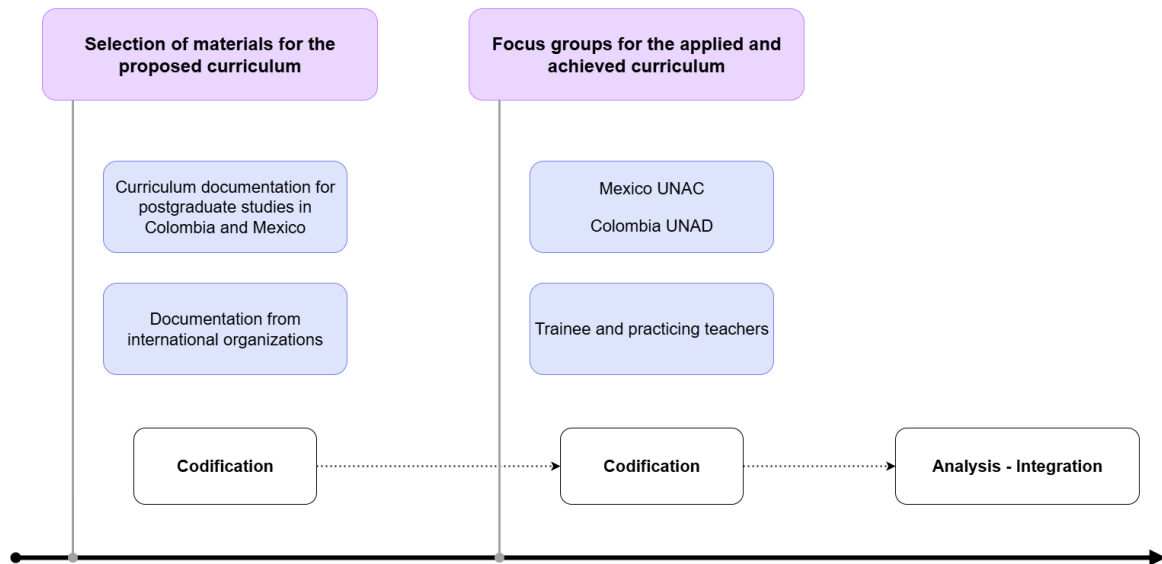 Selection of materials for the
proposed curriculum
Focus groups for the applied and
achieved curriculum
Curriculum documentation for
postgraduate studies in
Colombia and Mexico
Mexico UNAC
Colombia UNAD
Documentation from
international organizations
Trainee and practicing teachers
Codification
Codification
Analysis - Integration